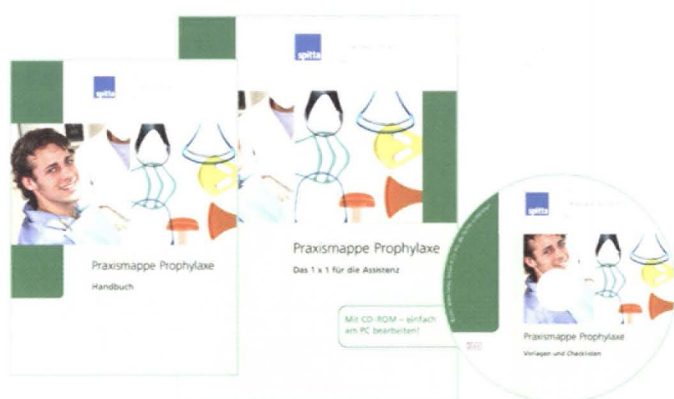 spitta
Praxismappe Prophylaxe
Handbuch
spitta
Praxismappe Prophylaxe
Das 1 x 1 für die Assistenz
Mit CD-ROM – einfach
am PC bearbeiten!
spitta
Praxismappe Prophylaxe
Vorlagen und Checklisten